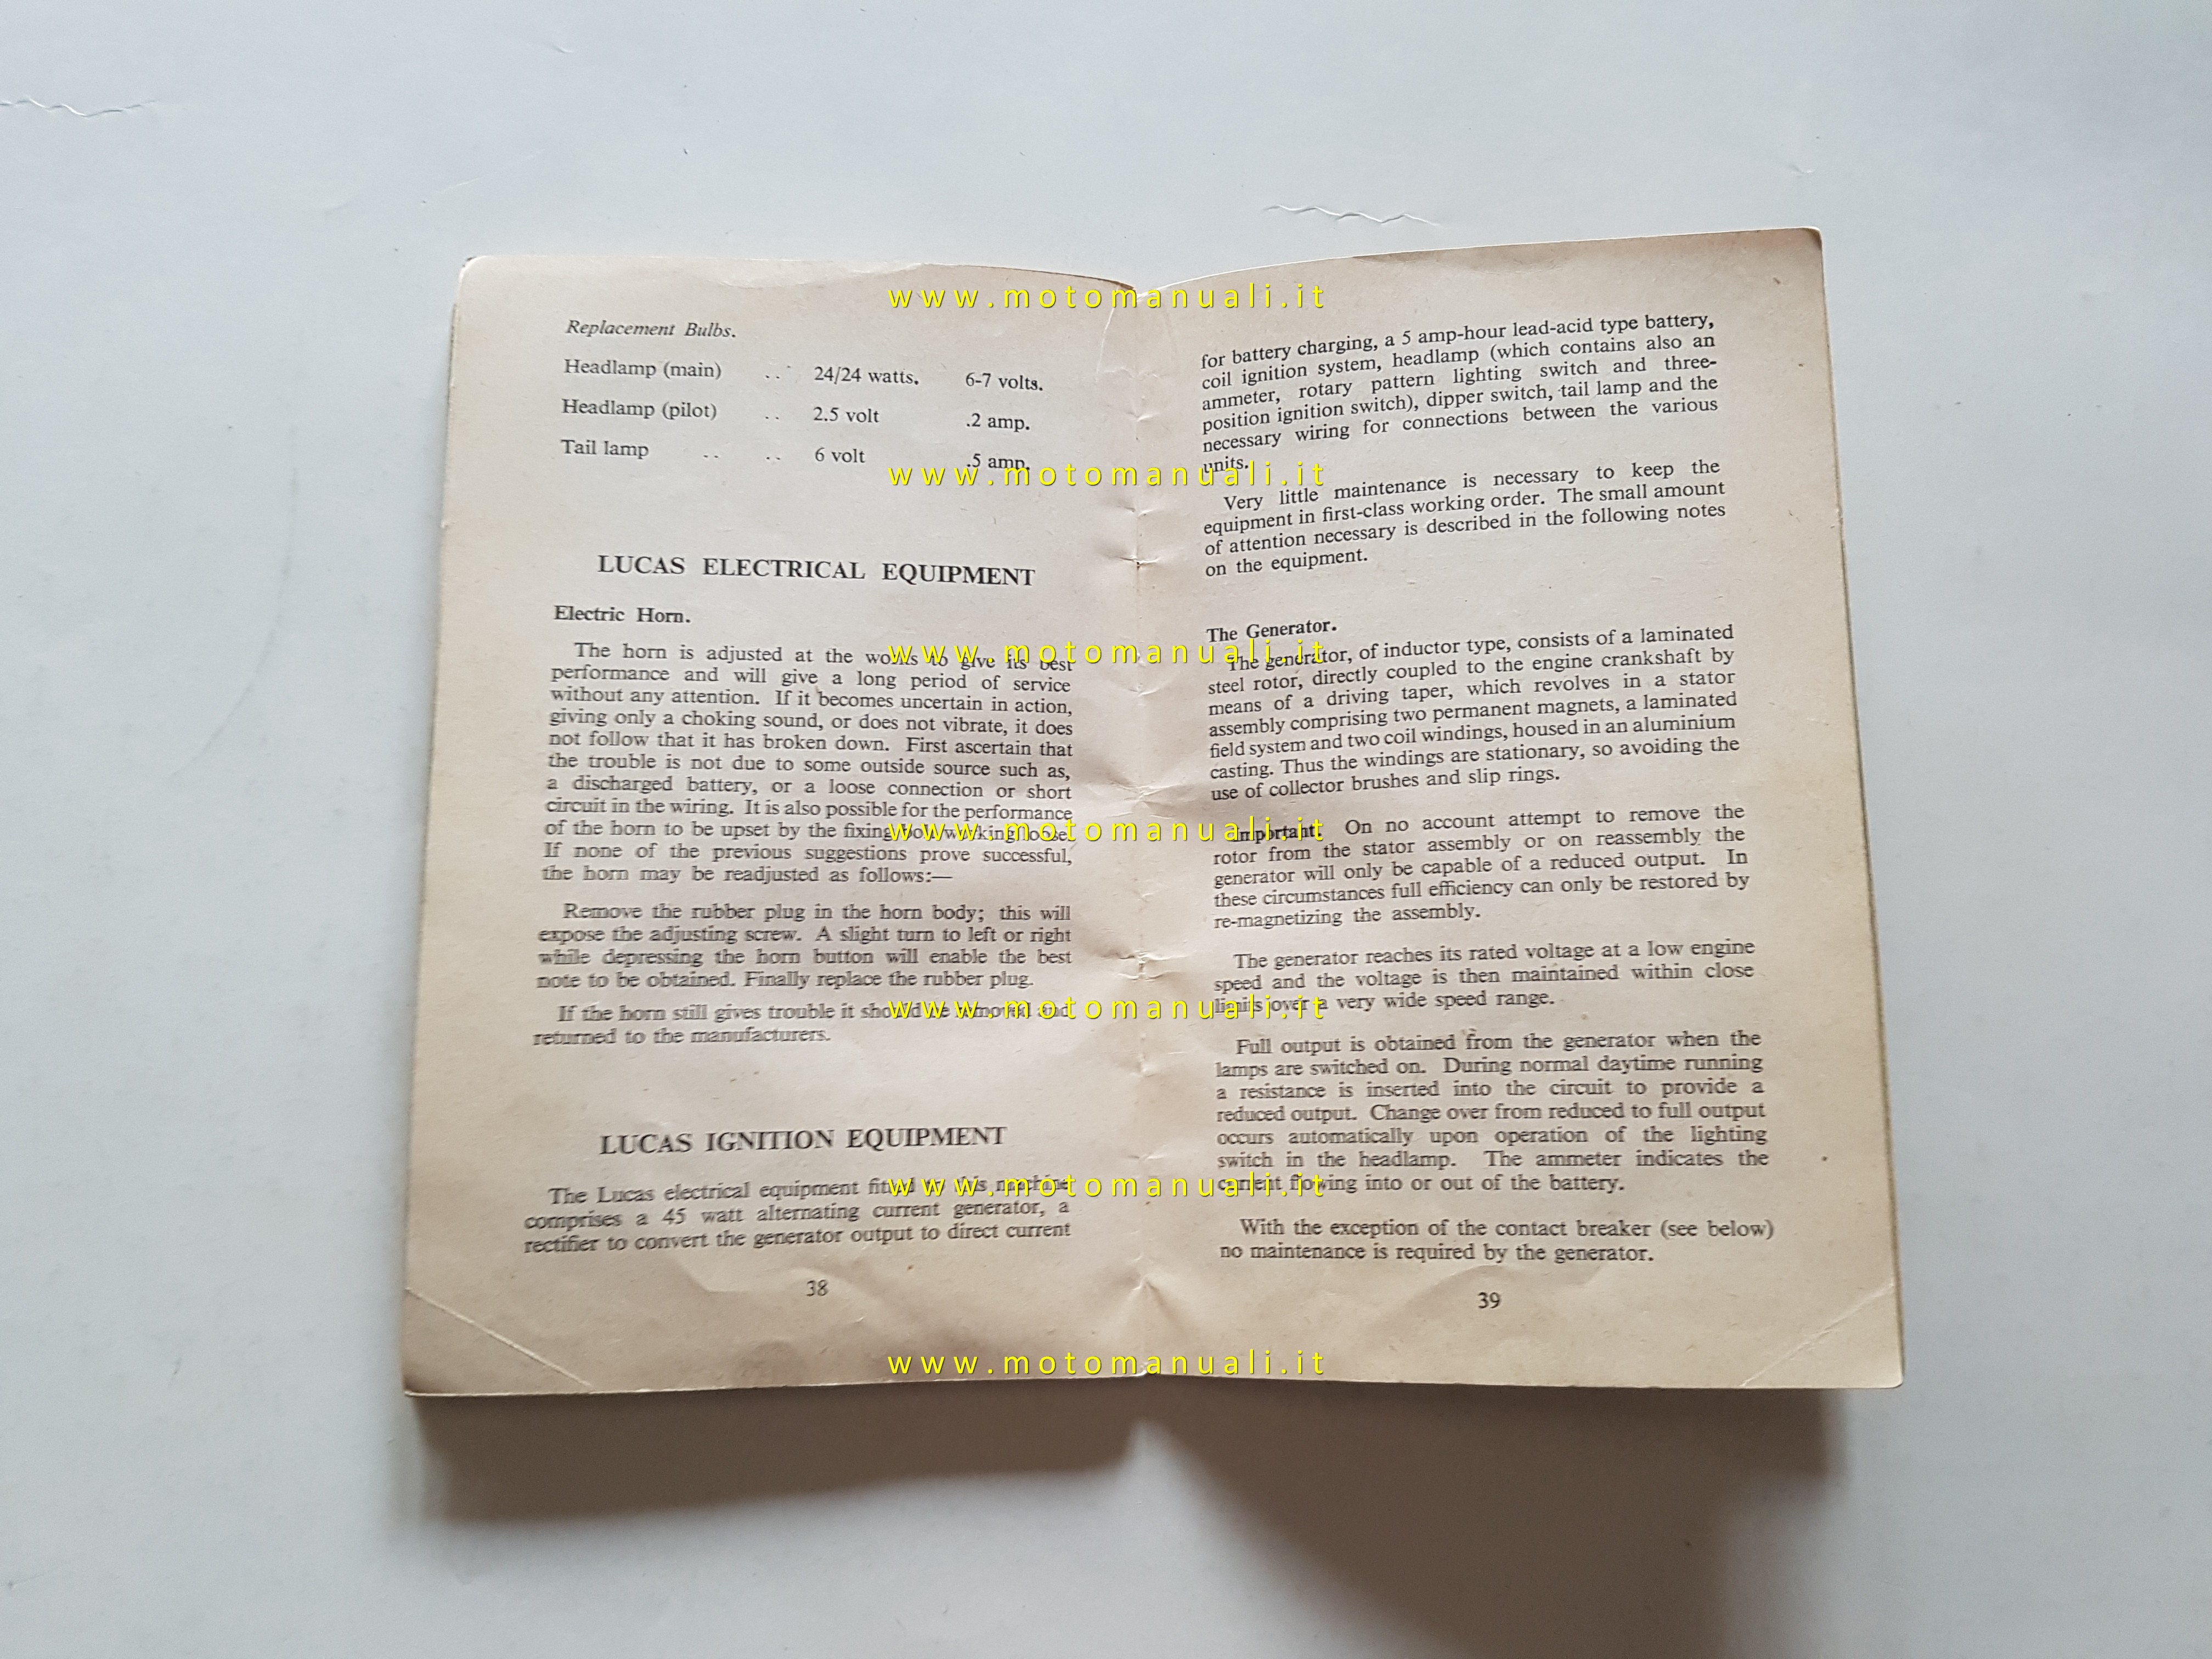 Replacement Bulbs.
Headlamp (main) .. 24/24 watts. 6-7 volts.
Headlamp (pilot) .. 2.5 volt .2 amp.
Tail lamp .. .. 6 volt .5 amp.
LUCAS ELECTRICAL EQUIPMENT
Electric Horn.
The horn is adjusted at the works to give its best
performance and will give a long period of service
without any attention. If it becomes uncertain in action,
giving only a choking sound, or does not vibrate, it does
not follow that it has broken down. First ascertain that
the trouble is not due to some outside source such as,
a discharged battery, or a loose connection or short
circuit in the wiring. It is also possible for the performance
of the horn to be upset by the fixing bolt working loose.
If none of the previous suggestions prove successful,
the horn may be readjusted as follows:—
Remove the rubber plug in the horn body; this will
expose the adjusting screw. A slight turn to left or right
while depressing the horn button will enable the best
note to be obtained. Finally replace the rubber plug.
If the horn still gives trouble it should be removed and
returned to the manufacturers.
LUCAS IGNITION EQUIPMENT
The Lucas electrical equipment fitted to this machine
comprises a 45 watt alternating current generator, a
rectifier to convert the generator output to direct current
38
for battery charging, a 5 amp-hour lead-acid type battery,
coil ignition system, headlamp (which contains also an
ammeter, rotary pattern lighting switch and three-
position ignition switch), dipper switch, tail lamp and the
necessary wiring for connections between the various
units.
Very little maintenance is necessary to keep the
equipment in first-class working order. The small amount
of attention necessary is described in the following notes
on the equipment.
The Generator.
The generator, of inductor type, consists of a laminated
steel rotor, directly coupled to the engine crankshaft by
means of a driving taper, which revolves in a stator
assembly comprising two permanent magnets, a laminated
field system and two coil windings, housed in an aluminium
casting. Thus the windings are stationary, so avoiding the
use of collector brushes and slip rings.
Important. On no account attempt to remove the
rotor from the stator assembly or on reassembly the
generator will only be capable of a reduced output. In
these circumstances full efficiency can only be restored by
re-magnetizing the assembly.
The generator reaches its rated voltage at a low engine
speed and the voltage is then maintained within close
limits over a very wide speed range.
Full output is obtained from the generator when the
lamps are switched on. During normal daytime running
a resistance is inserted into the circuit to provide a
reduced output. Change over from reduced to full output
occurs automatically upon operation of the lighting
switch in the headlamp. The ammeter indicates the
current flowing into or out of the battery.
With the exception of the contact breaker (see below)
no maintenance is required by the generator.
39
www.motomanuali.it
www.motomanuali.it
www.motomanuali.it
www.motomanuali.it
www.motomanuali.it
www.motomanuali.it
www.motomanuali.it